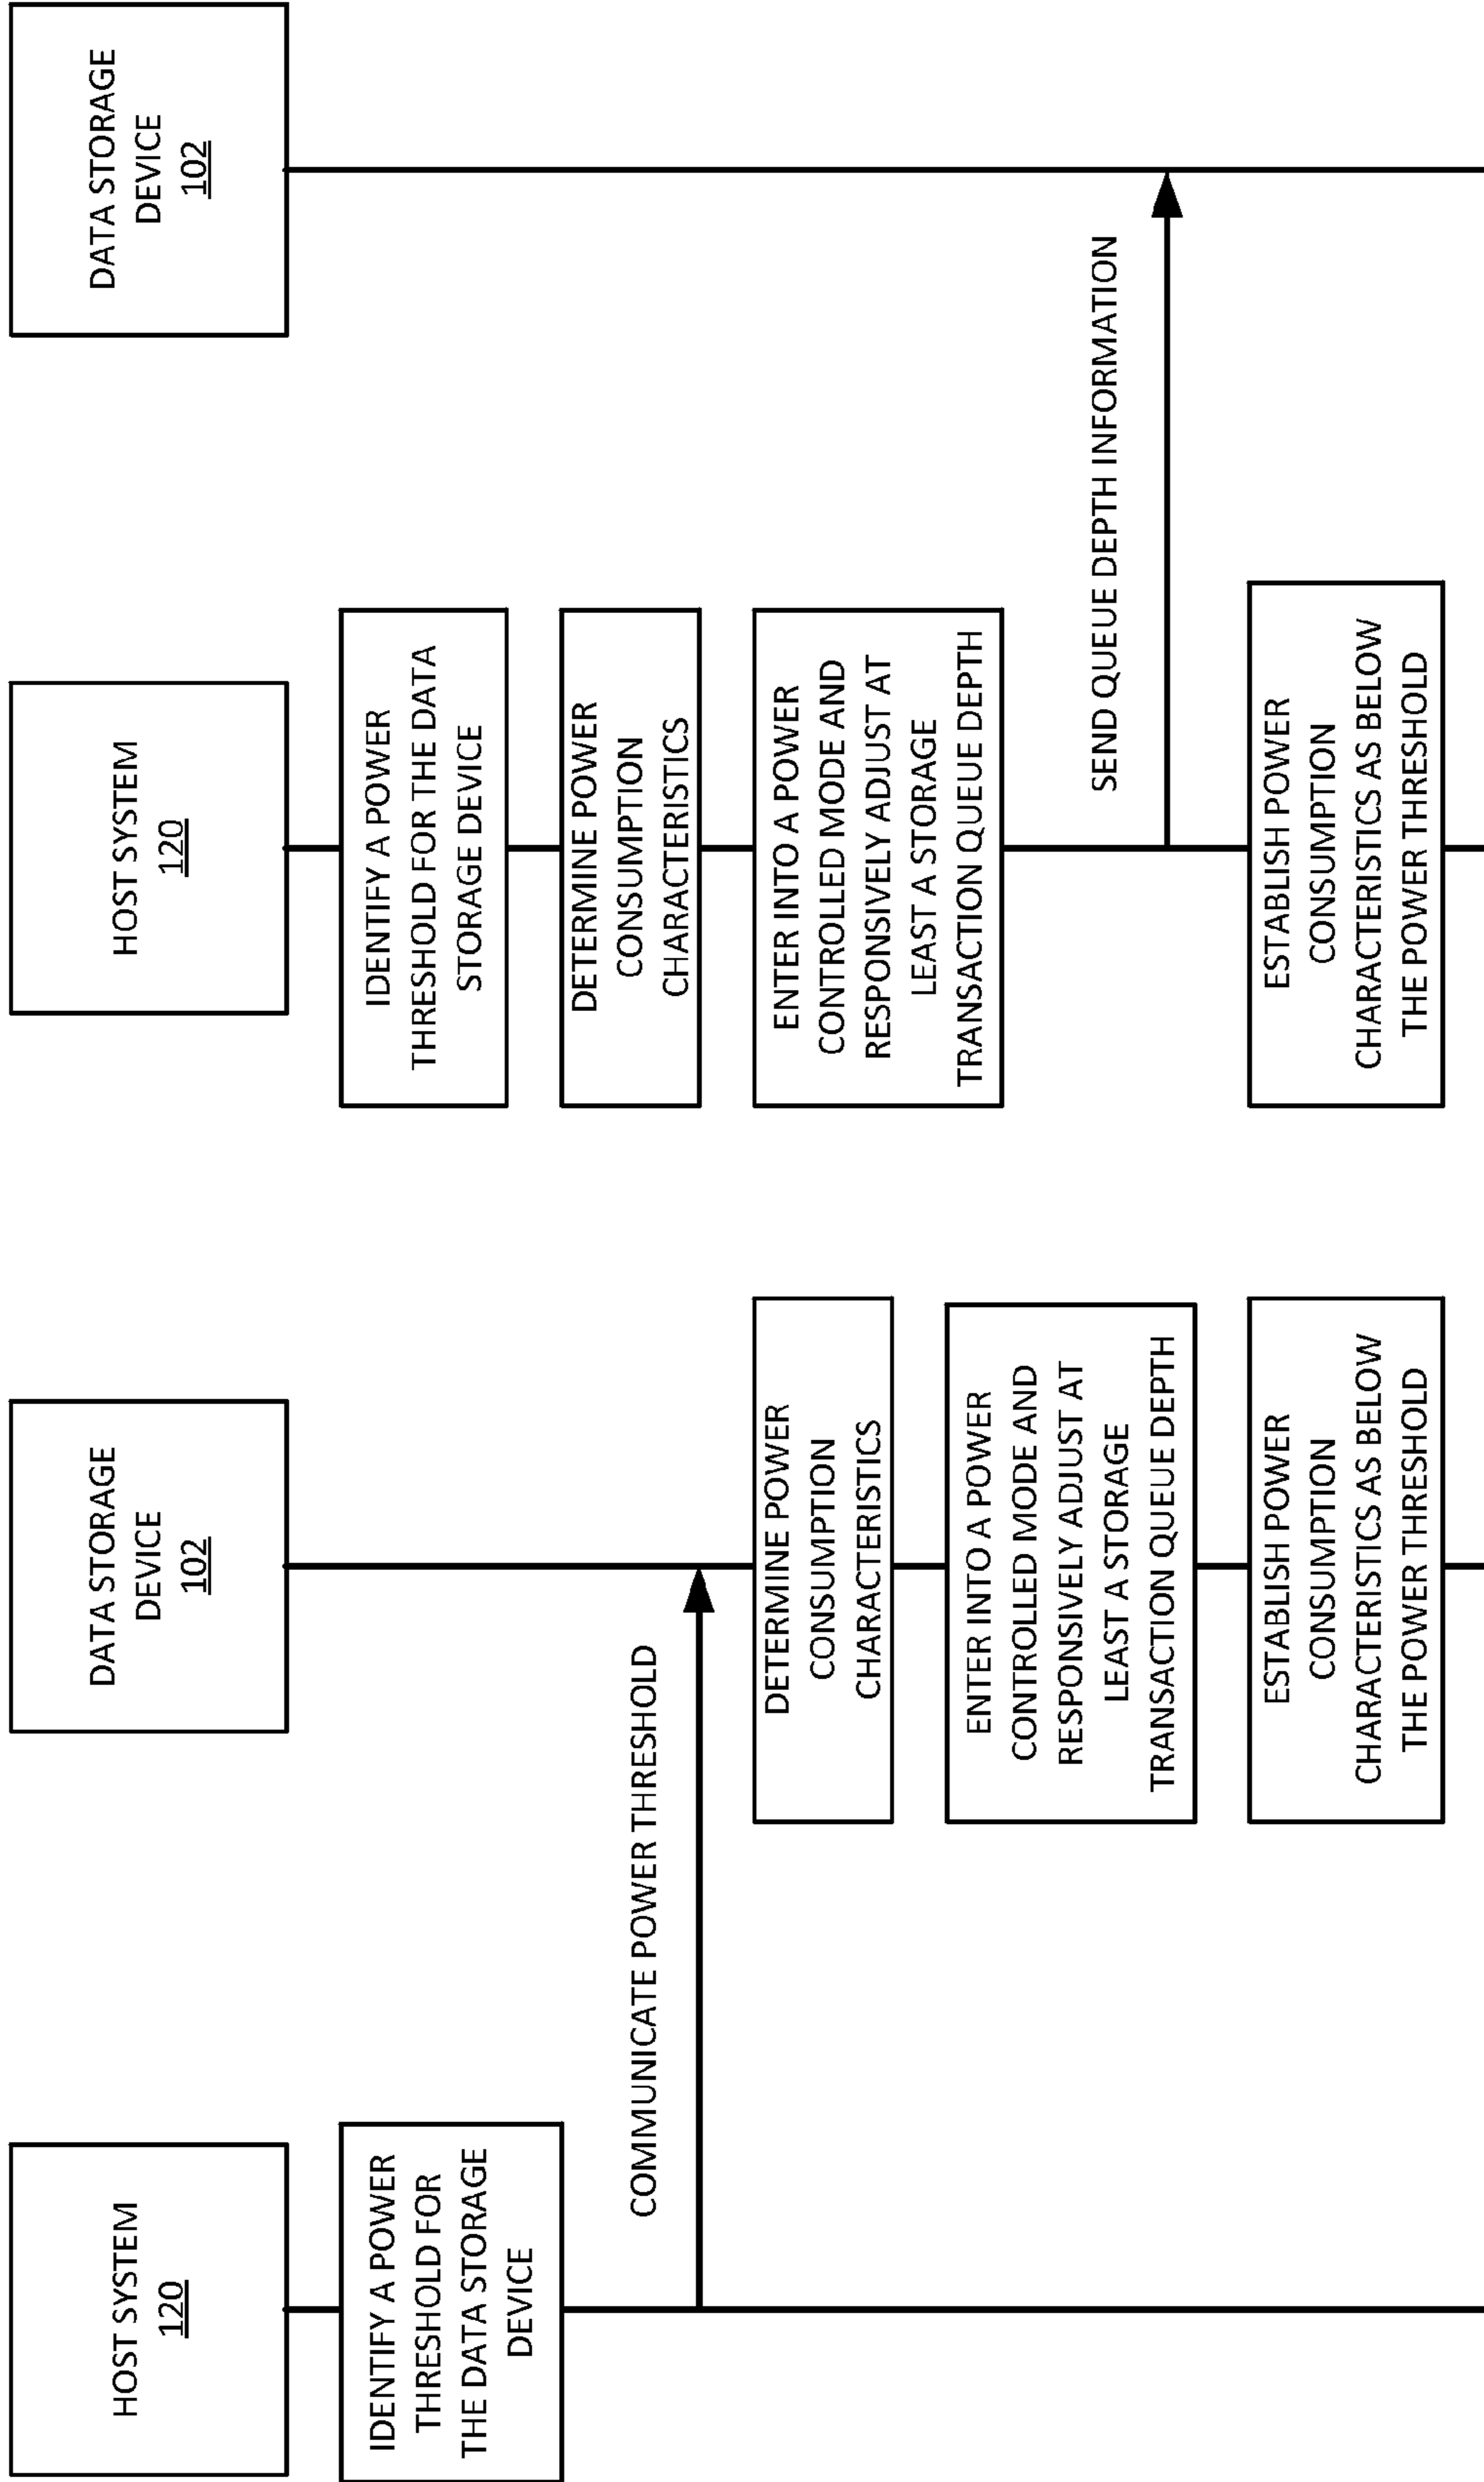 HOST SYSTEM
120
IDENTIFY A POWER
THRESHOLD FOR
THE DATA STORAGE
DEVICE
COMMUNICATE POWER THRESHOLD
DATA STORAGE
DEVICE
102
DETERMINE POWER
CONSUMPTION
CHARACTERISTICS
ENTER INTO A POWER
CONTROLLED MODE AND
RESPONSIVELY ADJUST AT
LEAST A STORAGE
TRANSACTION QUEUE DEPTH
ESTABLISH POWER
CONSUMPTION
CHARACTERISTICS AS BELOW
THE POWER THRESHOLD
HOST SYSTEM
120
IDENTIFY A POWER
THRESHOLD FOR THE DATA
STORAGE DEVICE
DETERMINE POWER
CONSUMPTION
CHARACTERISTICS
ENTER INTO A POWER
CONTROLLED MODE AND
RESPONSIVELY ADJUST AT
LEAST A STORAGE
TRANSACTION QUEUE DEPTH
SEND QUEUE DEPTH INFORMATION
ESTABLISH POWER
CONSUMPTION
CHARACTERISTICS AS BELOW
THE POWER THRESHOLD
DATA STORAGE
DEVICE
102